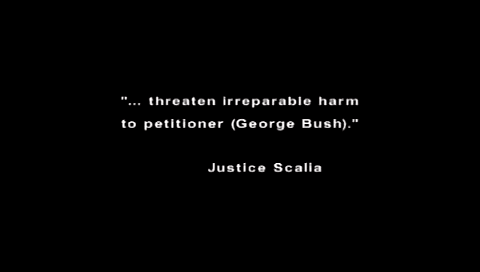 "... threaten irreparable harm
to petitioner (George Bush)."
Justice Scalia